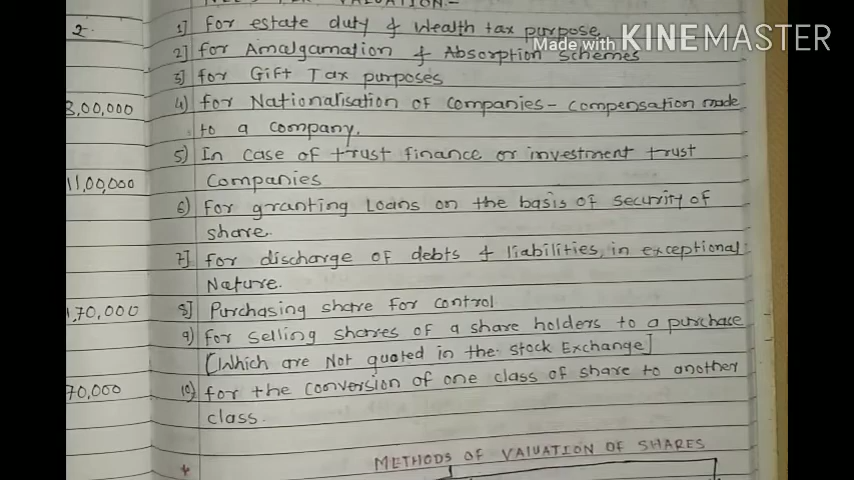 VALUATION:-
1] for estate duty & Wealth tax purpose
Made with KINEMASTER
2] for Amalgamation & Absorption schemes
3] for Gift Tax purposes
4) for Nationalisation of companies - compensation made
to a company.
5) In case of trust finance or investment trust
Companies
6) For granting Loans on the basis of security of
share.
7] for discharge of debts & liabilities, in exceptional
Nature.
8] Purchasing share for control
9) for selling shares of a share holders to a purchase
[Which are Not quoted in the stock Exchange]
10) for the conversion of one class of share to another
class.
METHODS OF VALUATION OF SHARES
2
3,00,000
11,00,000
1,70,000
70,000